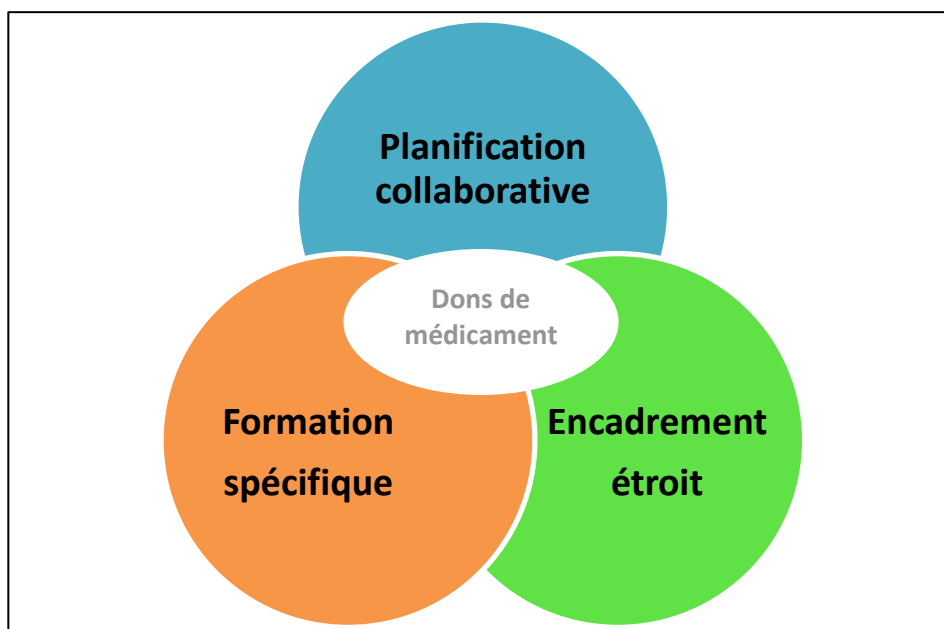 Planification
collaborative
Dons de
médicament
Formation
spécifique
Encadrement
étroit